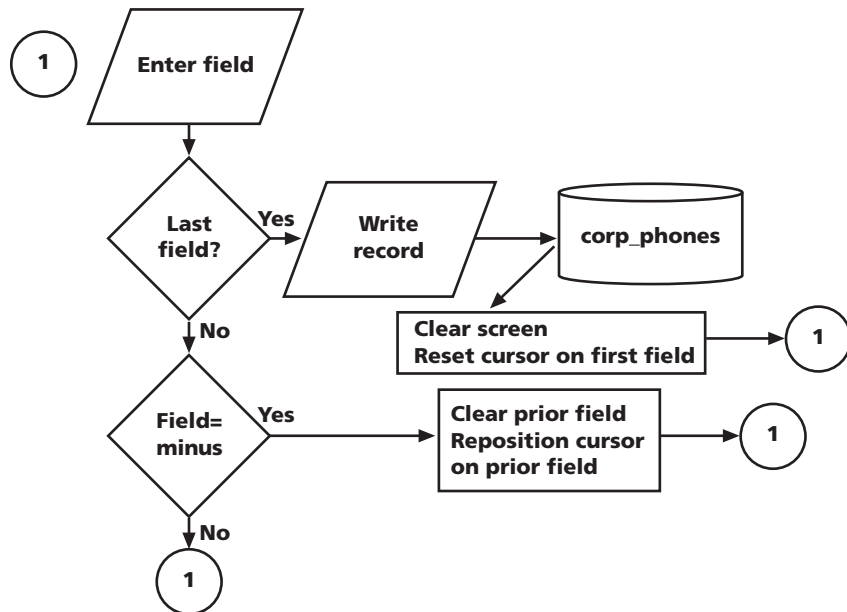 1
Enter field
Last
field?
Yes
Write
record
corp_phones
No
Clear screen
Reset cursor on first field
1
Field=
minus
Yes
Clear prior field
Reposition cursor
on prior field
1
No
1